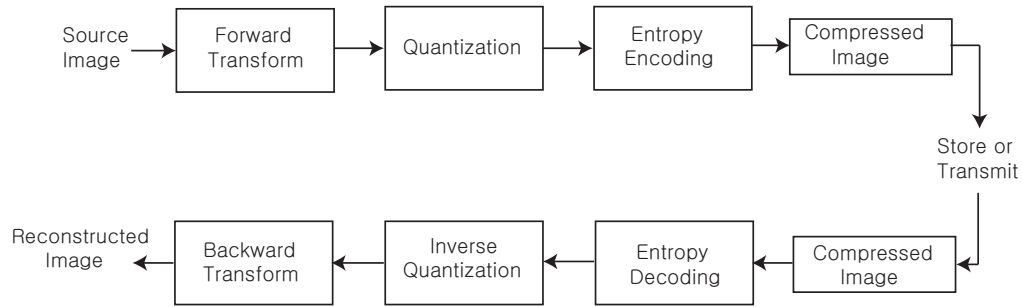 Source
Image
Forward
Transform
Quantization
Entropy
Encoding
Compressed
Image
Store or
Transmit
Reconstructed
Image
Backward
Transform
Inverse
Quantization
Entropy
Decoding
Compressed
Image